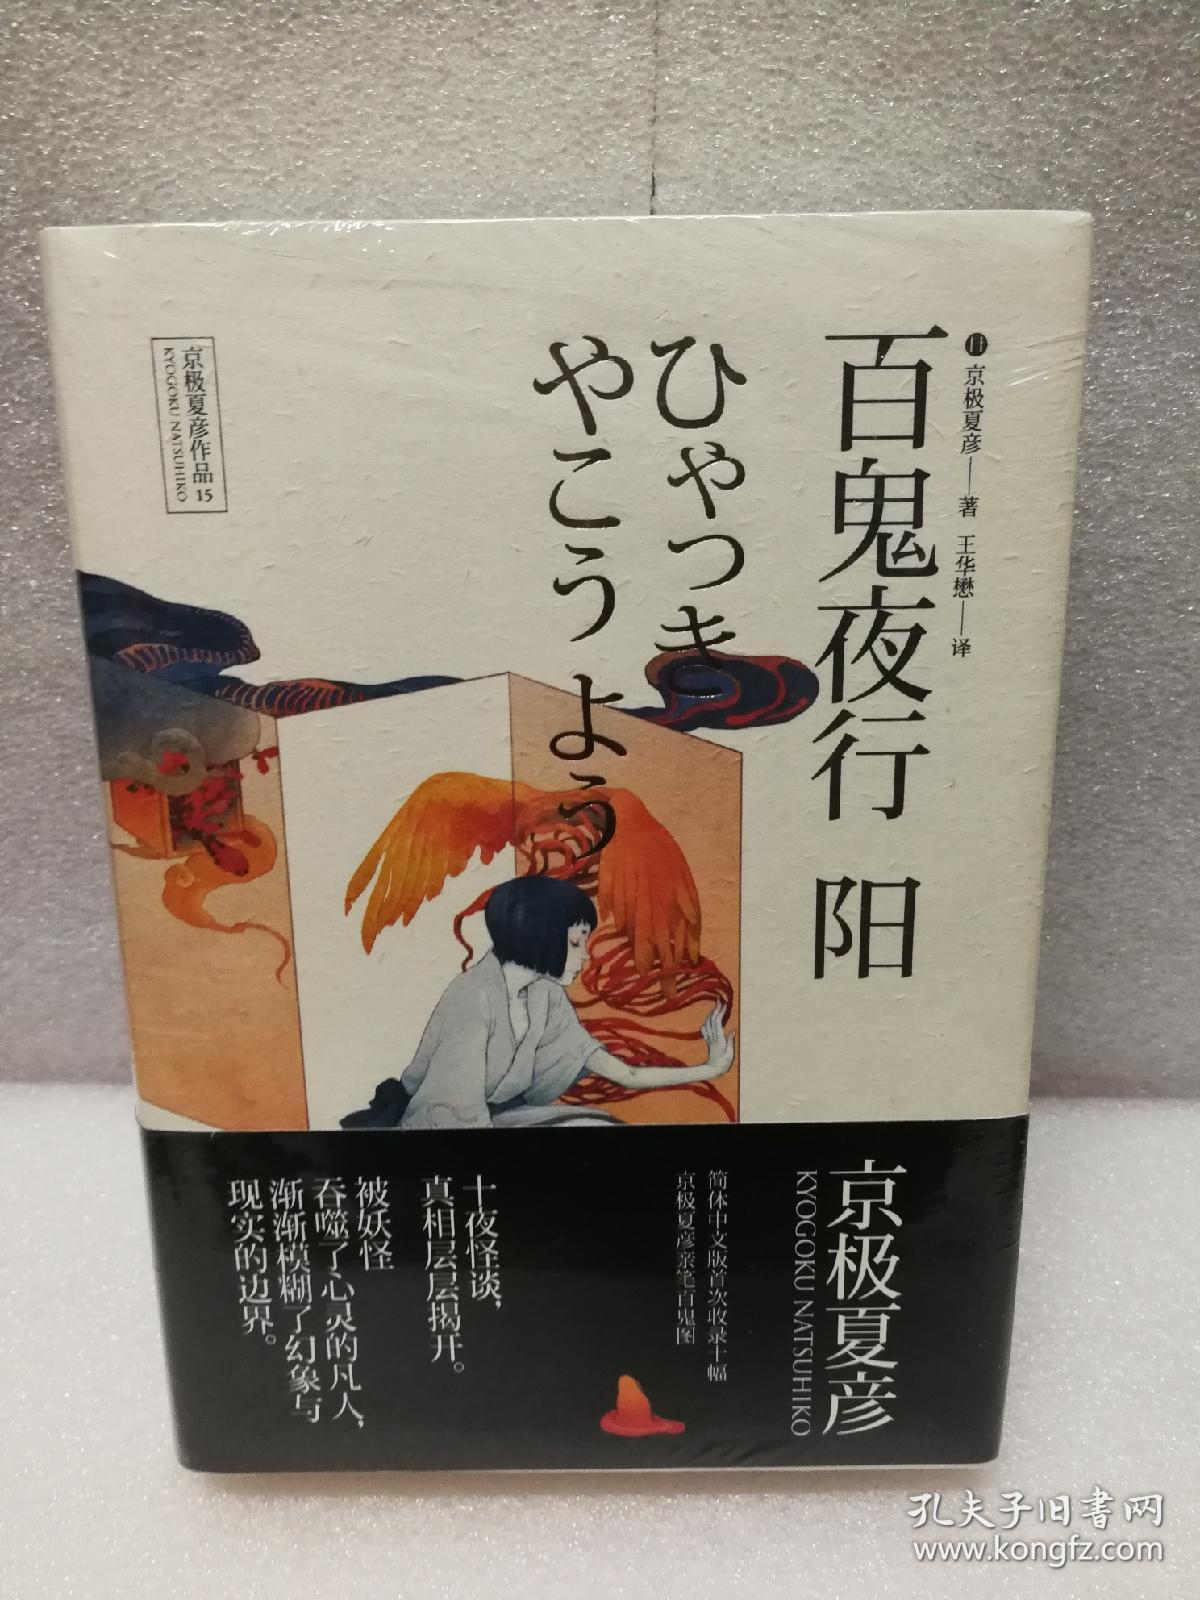 日 京极夏彦——著 王华懋——译
百鬼夜行 阳
ひゃつき
やこう よう
京极夏彦作品 15
KYOGOKU NATSUHIKO
京极夏彦
KYOGOKU NATSUHIKO
简体中文版首次收录十幅
京极夏彦亲笔百鬼图
十夜怪谈，
真相层层揭开。
被妖怪
吞噬了心灵的凡人，
渐渐模糊了幻象与
现实的边界。
孔夫子旧书网
www.kongfz.com